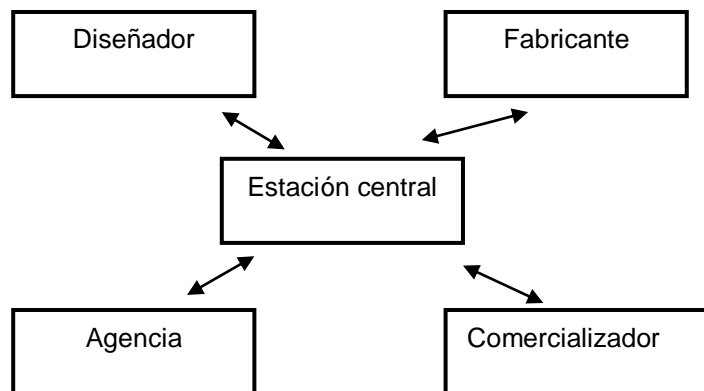 Diseñador
Fabricante
Estación central
Agencia
Comercializador